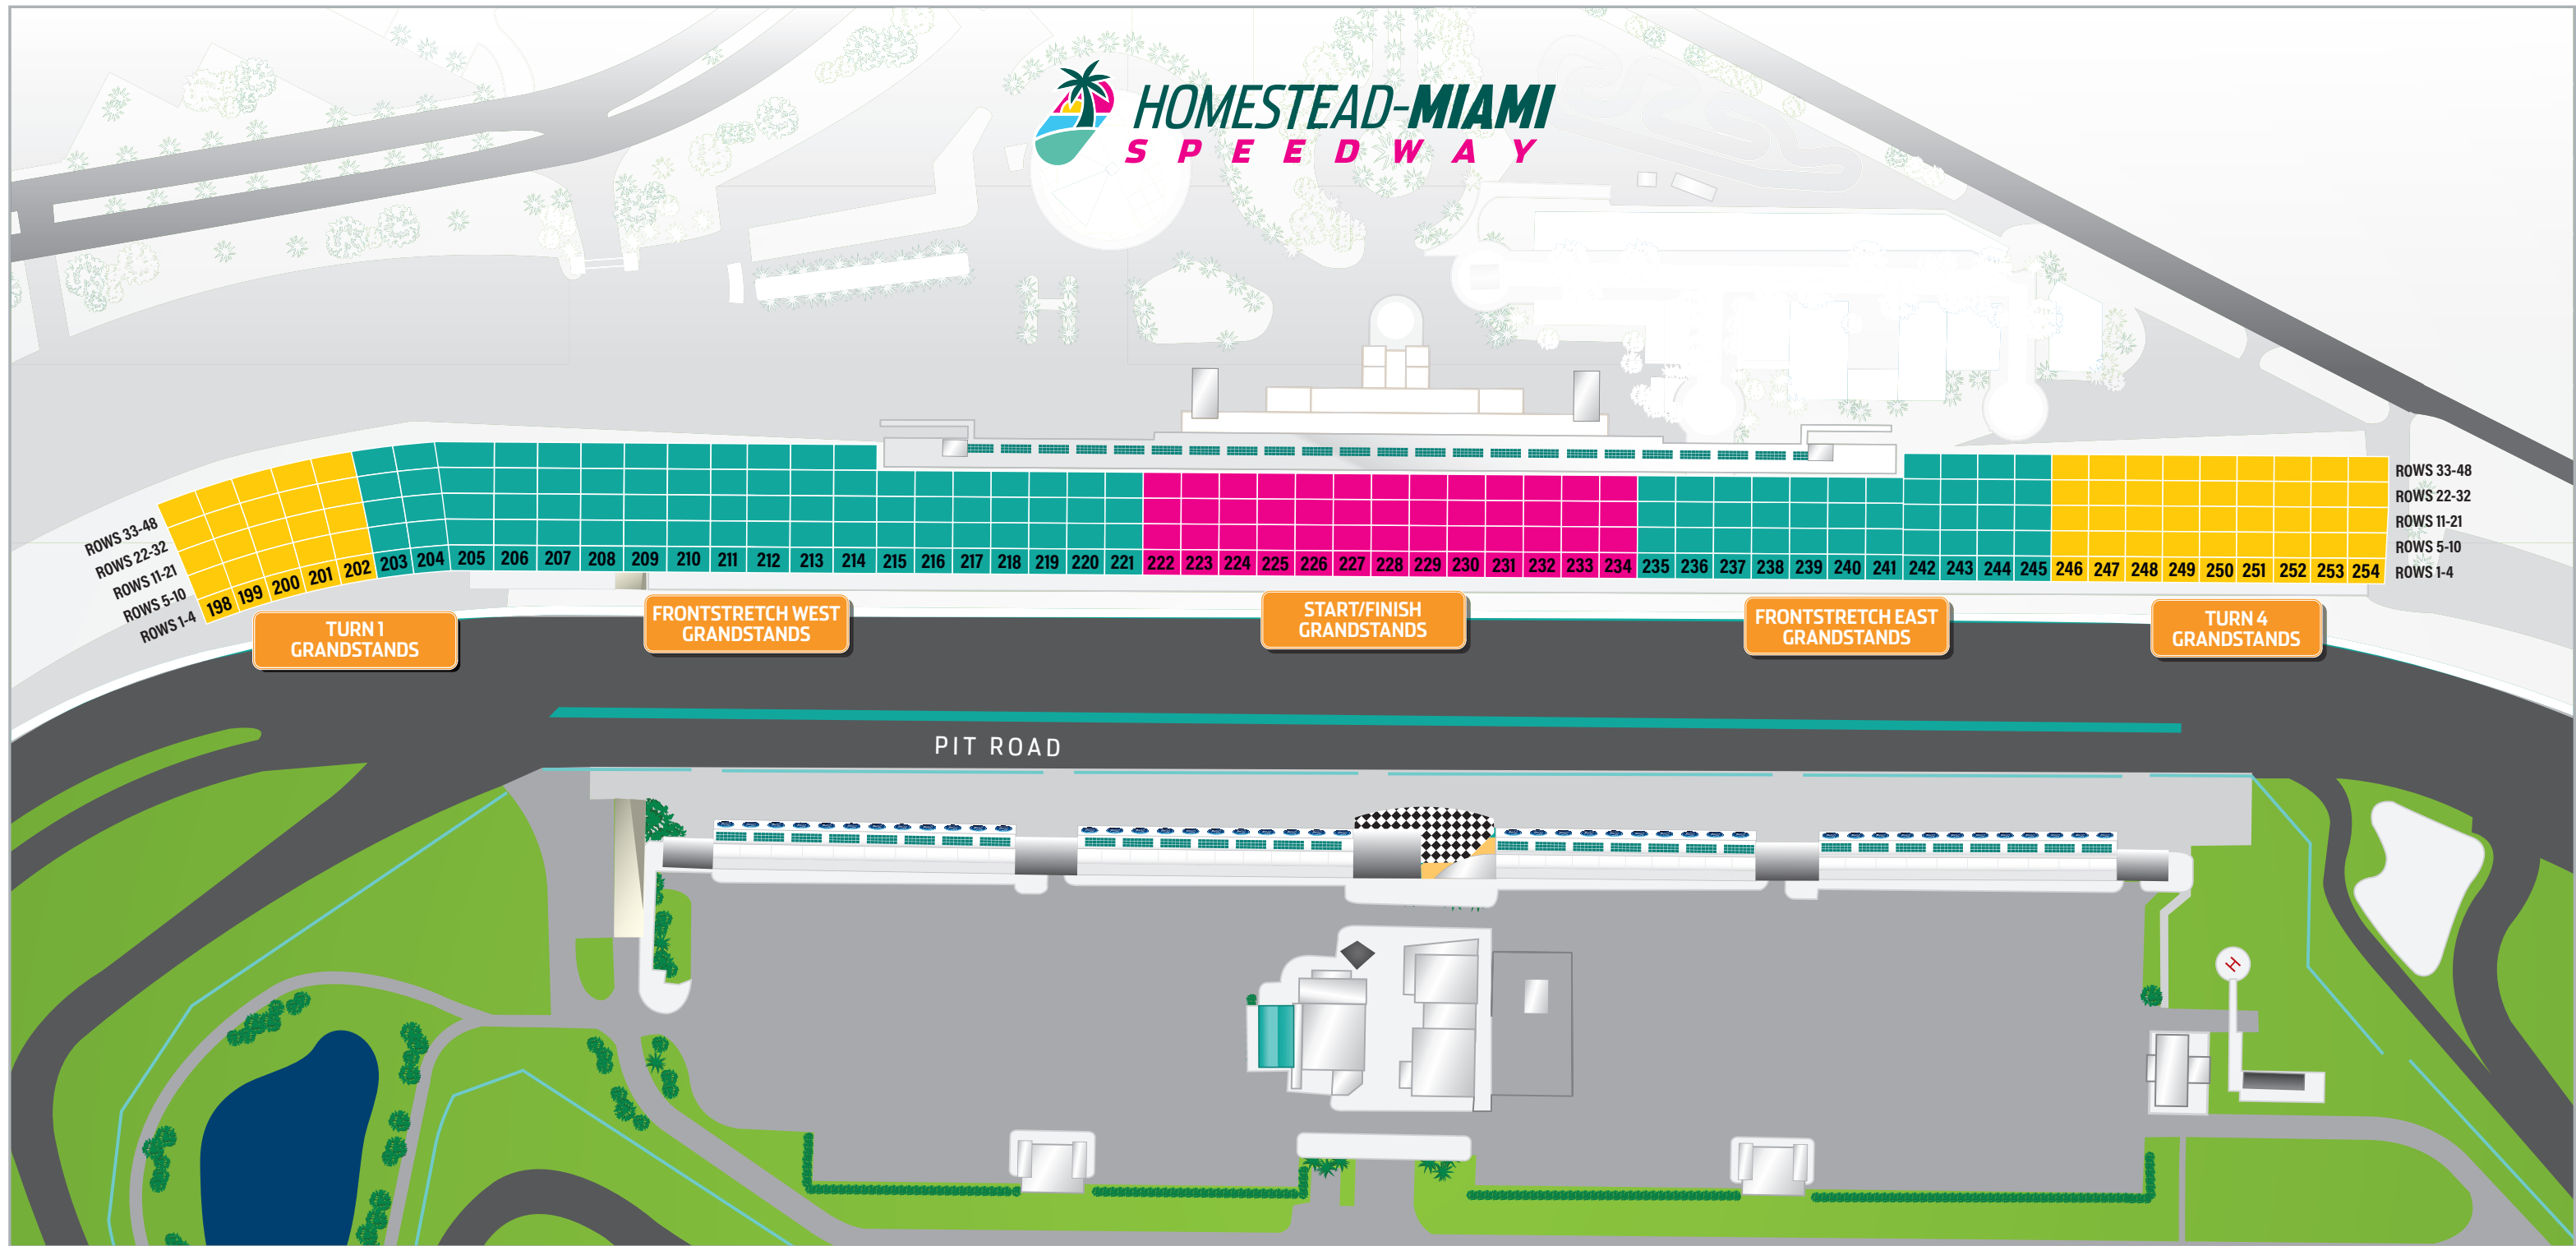 HOMESTEAD-MIAMI
SPEEDWAY
ROWS 33-48
ROWS 22-32
ROWS 11-21
ROWS 5-10
ROWS 1-4
198 199 200 201 202 203 204 205 206 207 208 209 210 211 212 213 214 215 216 217 218 219 220 221 222 223 224 225 226 227 228 229 230 231 232 233 234 235 236 237 238 239 240 241 242 243 244 245 246 247 248 249 250 251 252 253 254
ROWS 33-48
ROWS 22-32
ROWS 11-21
ROWS 5-10
ROWS 1-4
TURN 1
GRANDSTANDS
FRONTSTRETCH WEST
GRANDSTANDS
START/FINISH
GRANDSTANDS
FRONTSTRETCH EAST
GRANDSTANDS
TURN 4
GRANDSTANDS
PIT ROAD
H